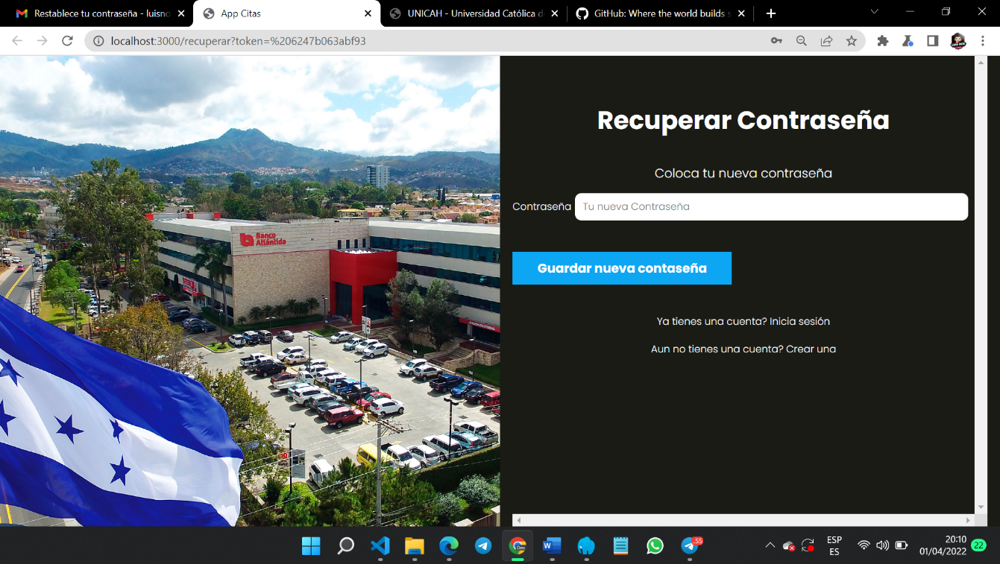 Restablece tu contraseña - luisno
App Citas
UNICAH - Universidad Católica d
GitHub: Where the world builds s
localhost:3000/recuperar?token=%206247b063abf93
Banco
Atlántida
Recuperar Contraseña
Coloca tu nueva contraseña
Contraseña Tu nueva Contraseña
Guardar nueva contaseña
Ya tienes una cuenta? Inicia sesión
Aun no tienes una cuenta? Crear una
Dev
W
55
ESP
ES
20:10
01/04/2022
22